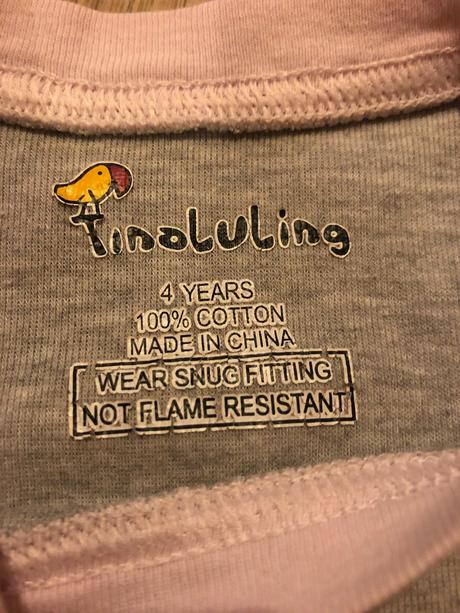 TinaLuLing
4 YEARS
100% COTTON
MADE IN CHINA
WEAR SNUG FITTING
NOT FLAME RESISTANT